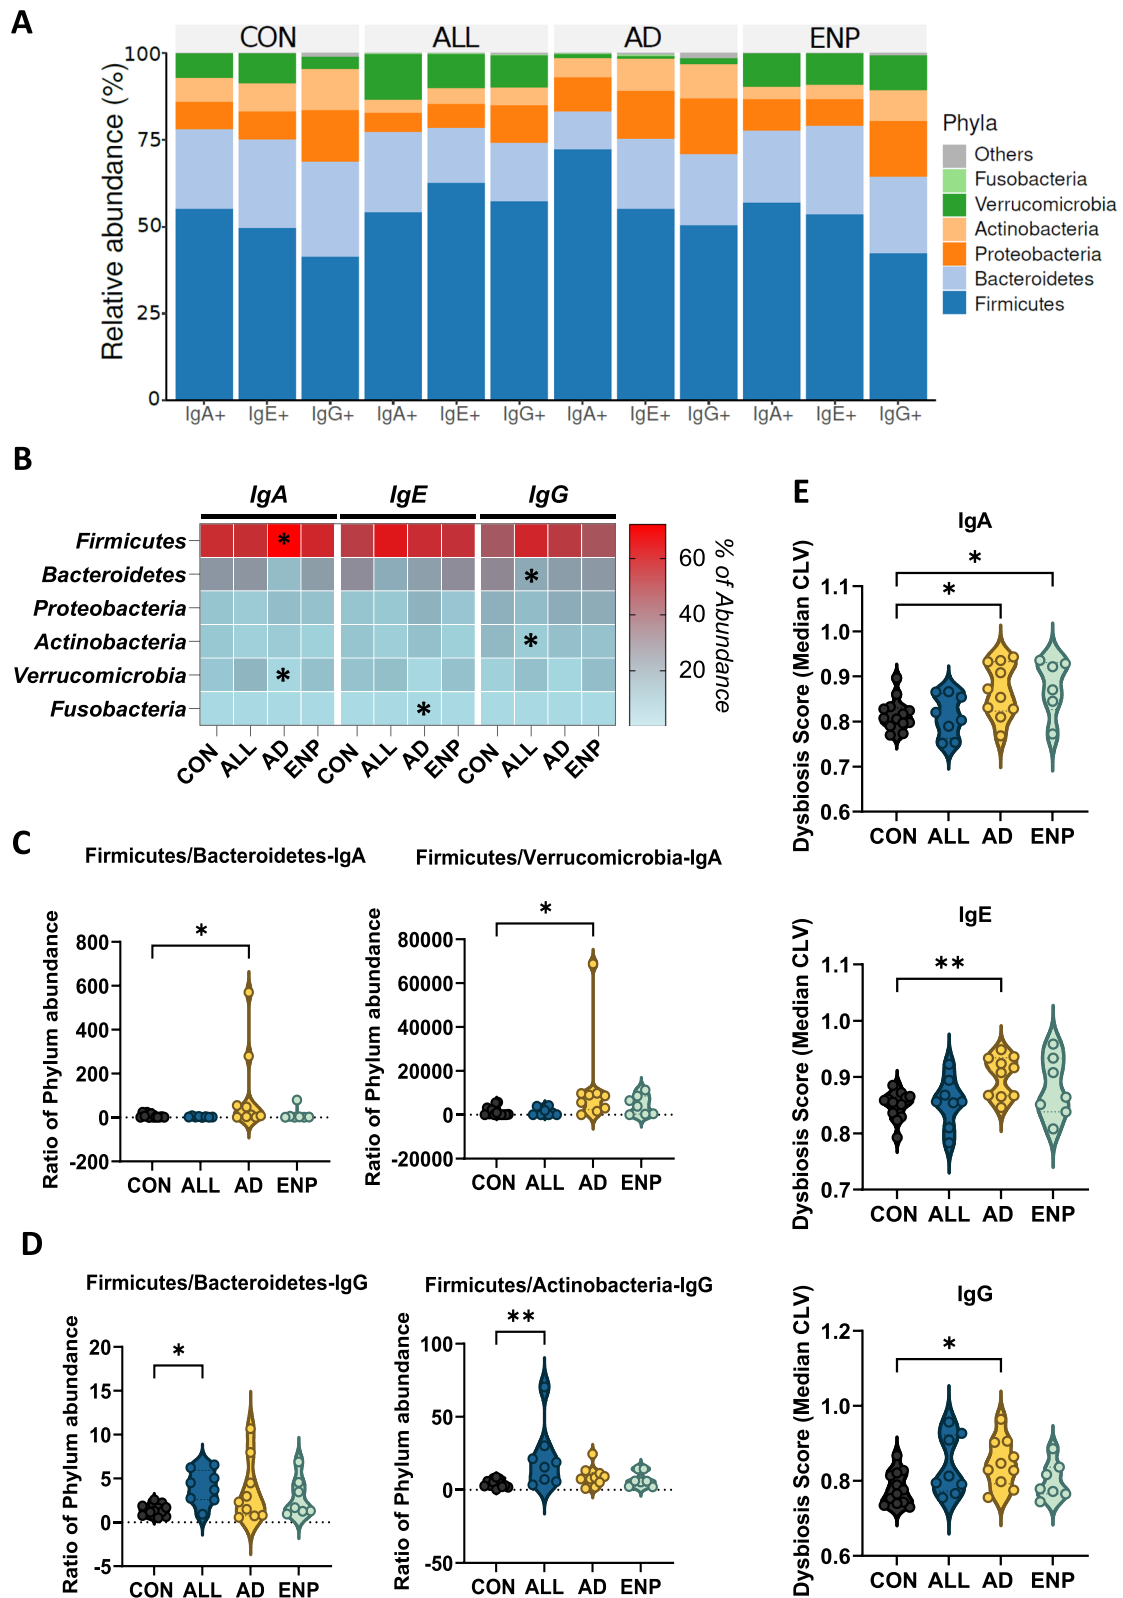 A
CON ALL AD ENP
Relative abundance (%)
100
75
50
25
0
IgA+ IgE+ IgG+ IgA+ IgE+ IgG+ IgA+ IgE+ IgG+ IgA+ IgE+ IgG+
Phyla
Others
Fusobacteria
Verrucomicrobia
Actinobacteria
Proteobacteria
Bacteroidetes
Firmicutes
B
IgA IgE IgG
Firmicutes *
Bacteroidetes *
Proteobacteria
Actinobacteria *
Verrucomicrobia *
Fusobacteria *
CON ALL AD ENP CON ALL AD ENP CON ALL AD ENP
60
40
20
% of Abundance
C
Firmicutes/Bacteroidetes-IgA
Ratio of Phylum abundance
*
800
600
400
200
0
-200
CON ALL AD ENP
Firmicutes/Verrucomicrobia-IgA
Ratio of Phylum abundance
*
80000
60000
40000
20000
0
-20000
CON ALL AD ENP
D
Firmicutes/Bacteroidetes-IgG
Ratio of Phylum abundance
*
20
15
10
5
0
-5
CON ALL AD ENP
Firmicutes/Actinobacteria-IgG
Ratio of Phylum abundance
**
100
50
0
-50
CON ALL AD ENP
E
IgA
Dysbiosis Score (Median CLV)
*
*
1.1
1.0
0.9
0.8
0.7
0.6
CON ALL AD ENP
IgE
Dysbiosis Score (Median CLV)
**
1.1
1.0
0.9
0.8
0.7
CON ALL AD ENP
IgG
Dysbiosis Score (Median CLV)
*
1.2
1.0
0.8
0.6
CON ALL AD ENP